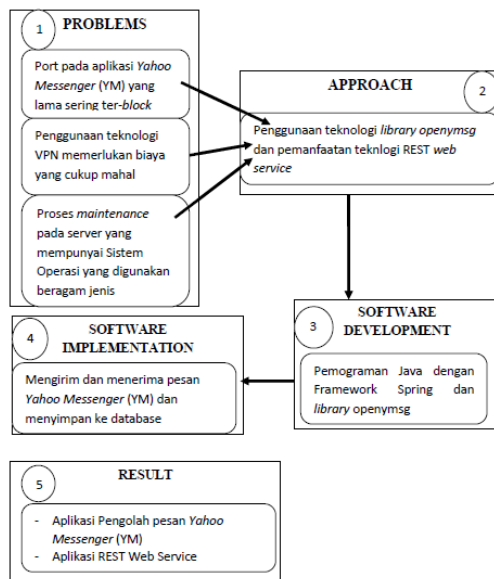 1
PROBLEMS
Port pada aplikasi Yahoo
Messenger (YM) yang
lama sering ter-block
Penggunaan teknologi
VPN memerlukan biaya
yang cukup mahal
Proses maintenance
pada server yang
mempunyai Sistem
Operasi yang digunakan
beragam jenis
APPROACH
2
Penggunaan teknologi library openymsg
dan pemanfaatan teknlogi REST web
service
3
SOFTWARE
DEVELOPMENT
Pemograman Java dengan
Framework Spring dan
library openymsg
4
SOFTWARE
IMPLEMENTATION
Mengirim dan menerima pesan
Yahoo Messenger (YM) dan
menyimpan ke database
5
RESULT
- Aplikasi Pengolah pesan Yahoo
Messenger (YM)
- Aplikasi REST Web Service